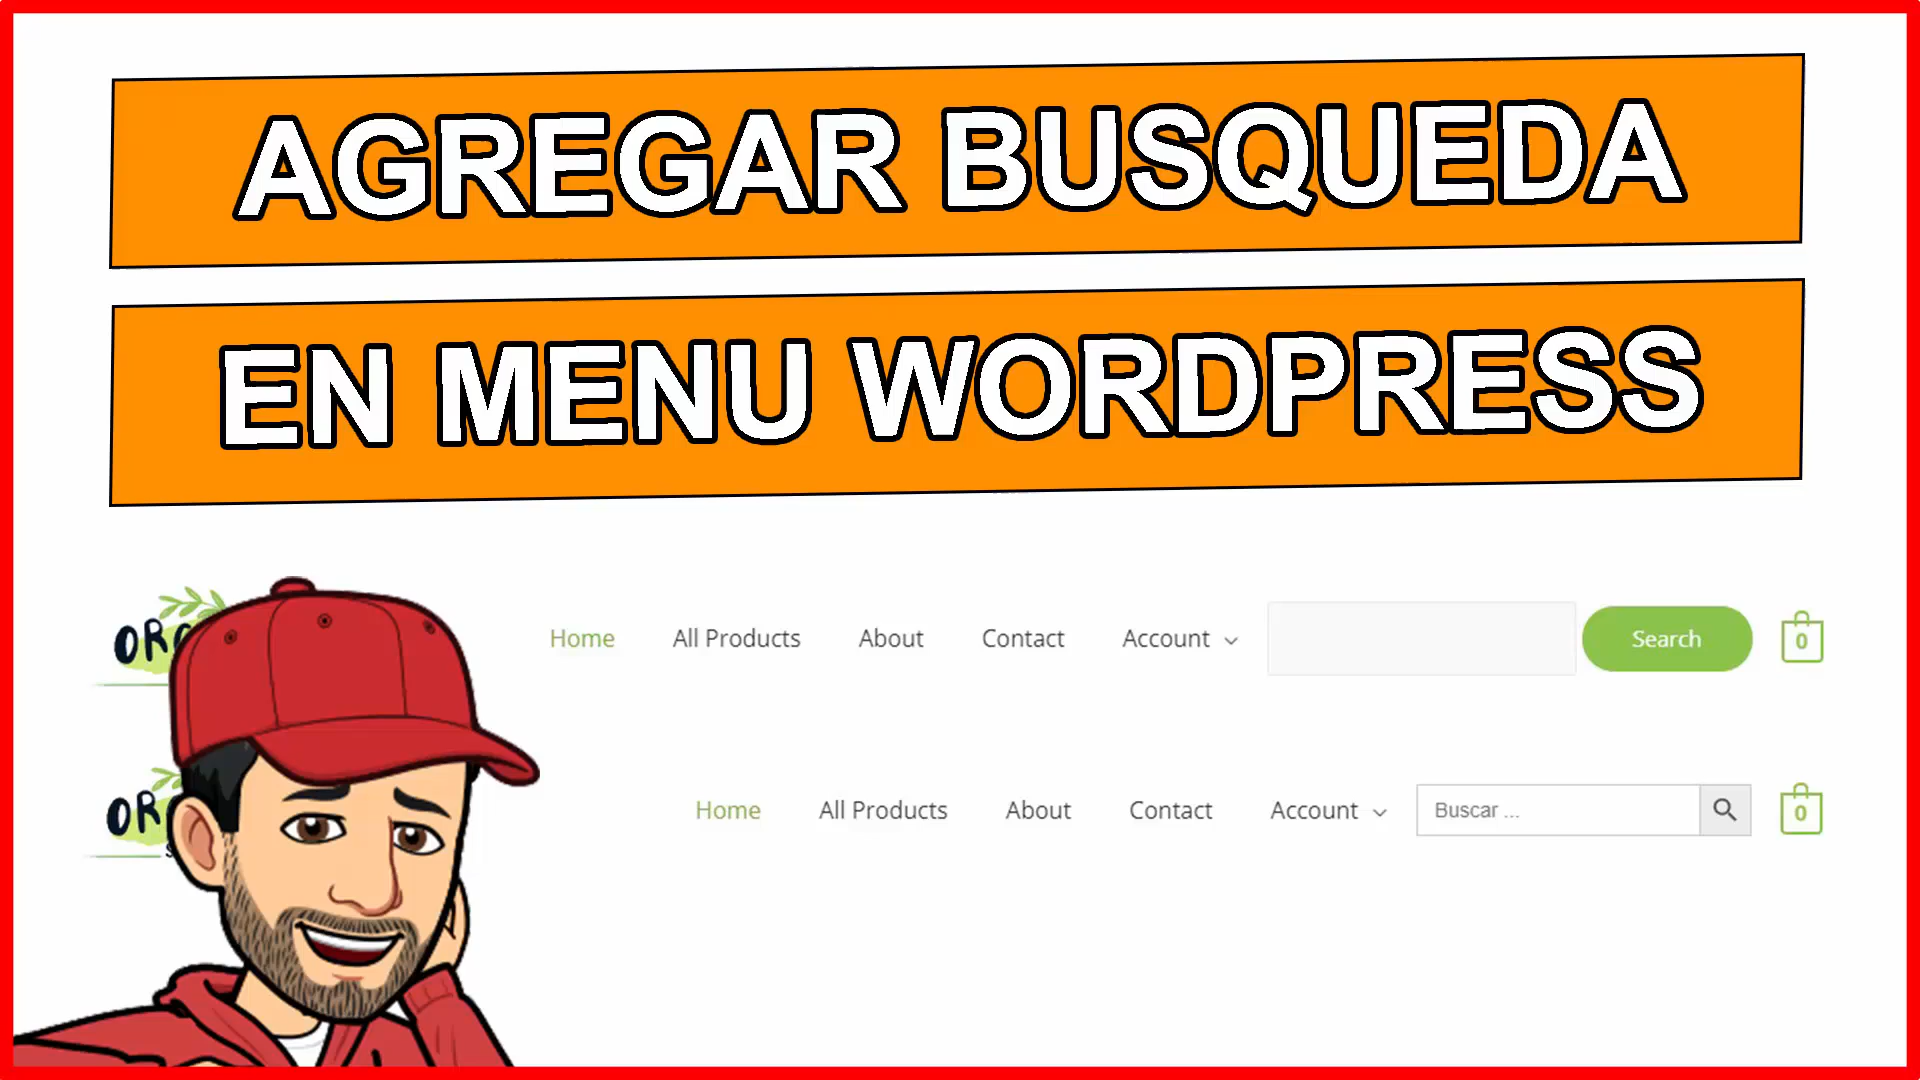 AGREGAR BUSQUEDA
EN MENU WORDPRESS
Home All Products About Contact Account Search 0
Home All Products About Contact Account Buscar ... 0